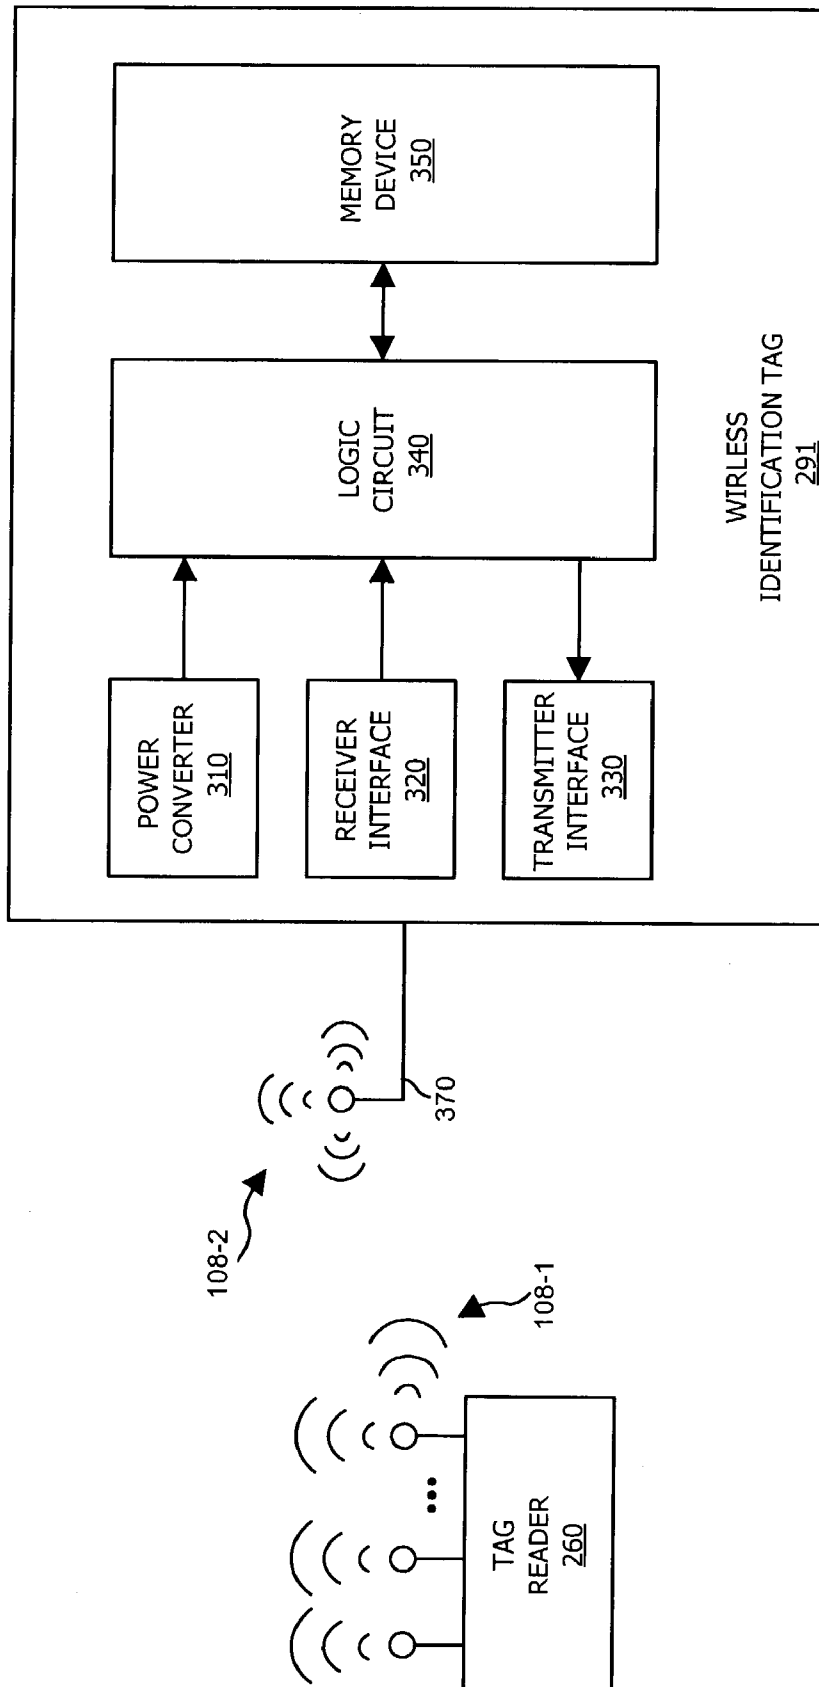 TAG
READER
260
108-1
108-2
370
POWER
CONVERTER
310
RECEIVER
INTERFACE
320
TRANSMITTER
INTERFACE
330
LOGIC
CIRCUIT
340
MEMORY
DEVICE
350
WIRLESS
IDENTIFICATION TAG
291